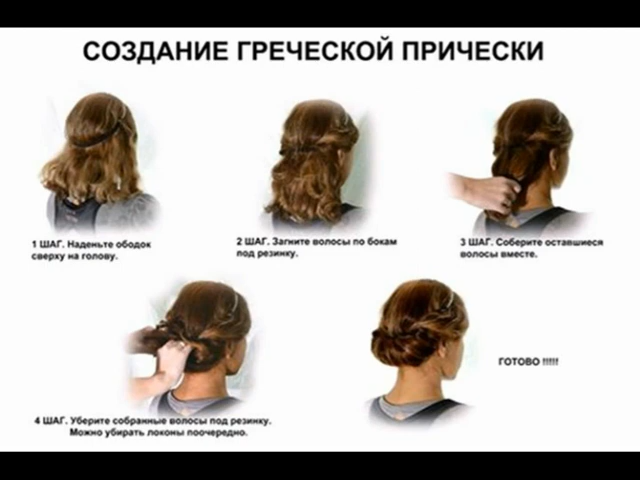 СОЗДАНИЕ ГРЕЧЕСКОЙ ПРИЧЕСКИ
1 ШАГ. Наденьте ободок
сверху на голову.
2 ШАГ. Загните волосы по бокам
под резинку.
3 ШАГ. Соберите оставшиеся
волосы вместе.
4 ШАГ. Уберите собранные волосы под резинку.
Можно убирать локоны поочередно.
ГОТОВО !!!!!